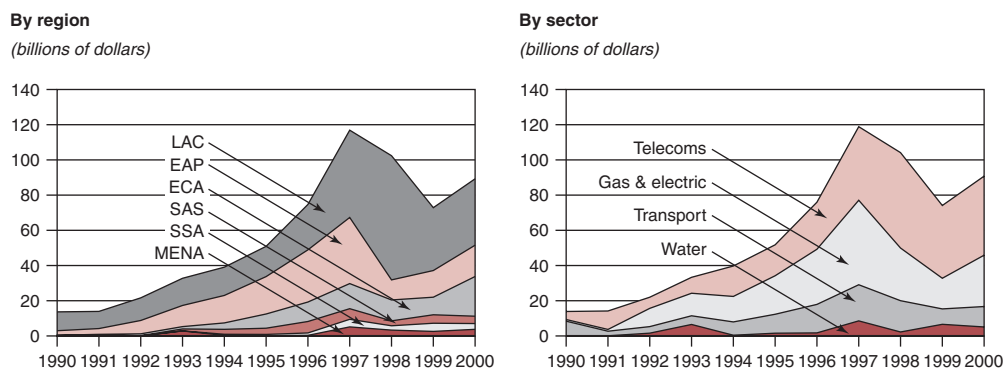 By region
(billions of dollars)
140
120
100
80
60
40
20
0
LAC
EAP
ECA
SAS
SSA
MENA
1990 1991 1992 1993 1994 1995 1996 1997 1998 1999 2000
By sector
(billions of dollars)
140
120
100
80
60
40
20
0
Telecoms
Gas & electric
Transport
Water
1990 1991 1992 1993 1994 1995 1996 1997 1998 1999 2000